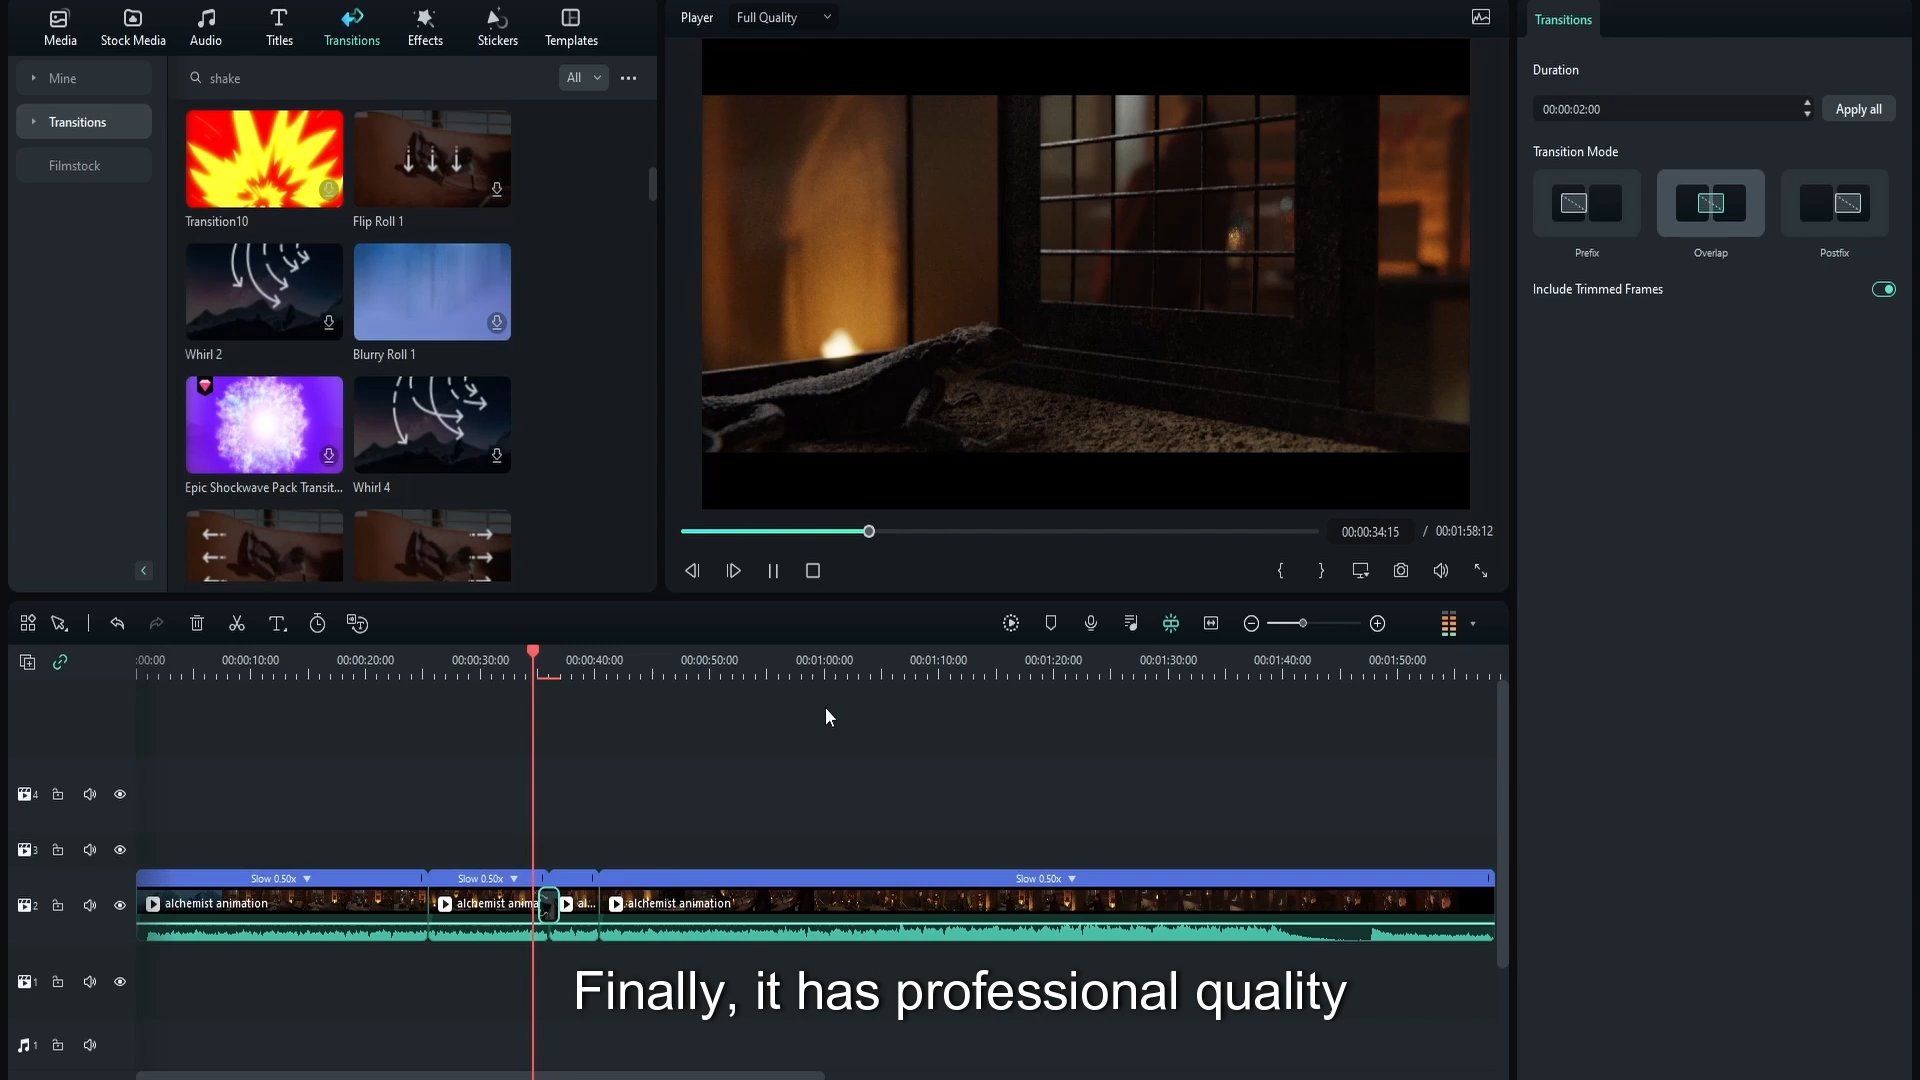 Media
Stock Media
Audio
Titles
Transitions
Effects
Stickers
Templates
Mine
Transitions
Filmstock
shake
All
Transition10
Flip Roll 1
Whirl 2
Blurry Roll 1
Epic Shockwave Pack Transit...
Whirl 4
Player
Full Quality
00:00:34:15 / 00:01:58:12
Transitions
Duration
00:00:02:00
Apply all
Transition Mode
Prefix
Overlap
Postfix
Include Trimmed Frames
:00:00
00:00:10:00
00:00:20:00
00:00:30:00
00:00:40:00
00:00:50:00
00:01:00:00
00:01:10:00
00:01:20:00
00:01:30:00
00:01:40:00
00:01:50:00
4
3
Slow 0.50x
Slow 0.50x
Slow 0.50x
2
alchemist animation
alchemist anima
al...
alchemist animation
1
Finally, it has professional quality
1